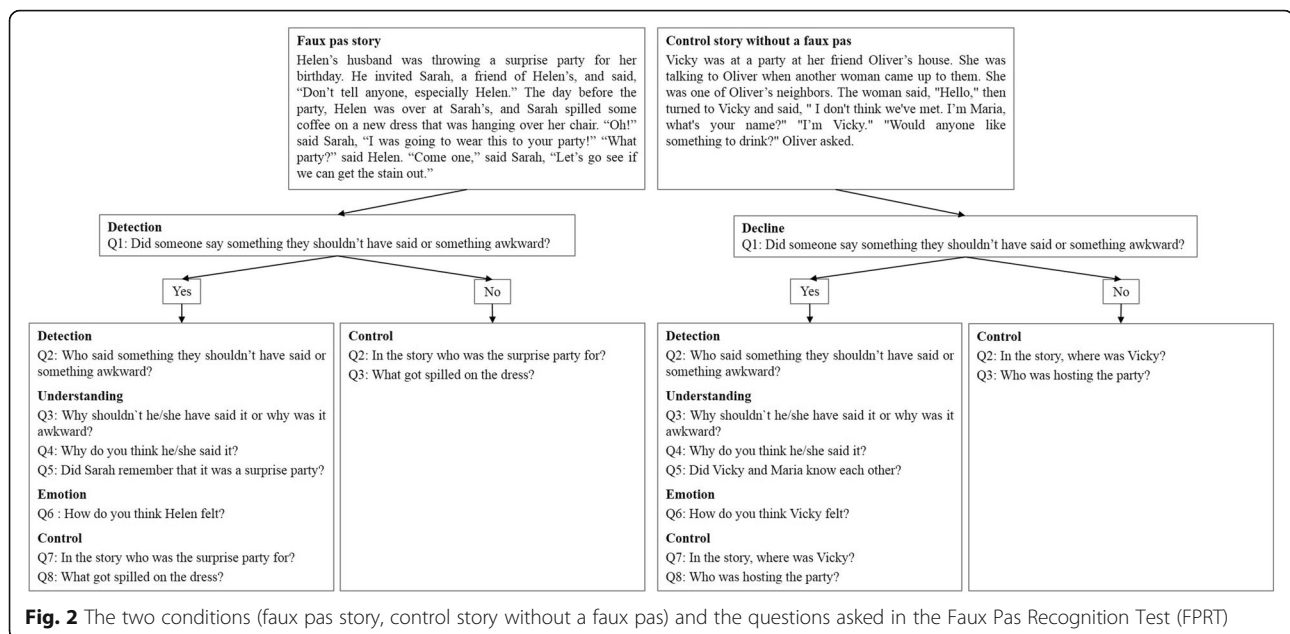 Faux pas story
Helen's husband was throwing a surprise party for her
birthday. He invited Sarah, a friend of Helen's, and said,
“Don't tell anyone, especially Helen.” The day before the
party, Helen was over at Sarah's, and Sarah spilled some
coffee on a new dress that was hanging over her chair. “Oh!”
said Sarah, “I was going to wear this to your party!” “What
party?” said Helen. “Come one,” said Sarah, “Let's go see if
we can get the stain out.”
Control story without a faux pas
Vicky was at a party at her friend Oliver's house. She was
talking to Oliver when another woman came up to them. She
was one of Oliver's neighbors. The woman said, "Hello," then
turned to Vicky and said, " I don't think we've met. I'm Maria,
what's your name?" "I'm Vicky." "Would anyone like
something to drink?" Oliver asked.
Detection
Q1: Did someone say something they shouldn't have said or something awkward?
Decline
Q1: Did someone say something they shouldn't have said or something awkward?
Yes
No
Yes
No
Detection
Q2: Who said something they shouldn't have said or
something awkward?
Understanding
Q3: Why shouldn`t he/she have said it or why was it
awkward?
Q4: Why do you think he/she said it?
Q5: Did Sarah remember that it was a surprise party?
Emotion
Q6 : How do you think Helen felt?
Control
Q7: In the story who was the surprise party for?
Q8: What got spilled on the dress?
Control
Q2: In the story who was the surprise party for?
Q3: What got spilled on the dress?
Detection
Q2: Who said something they shouldn't have said or
something awkward?
Understanding
Q3: Why shouldn`t he/she have said it or why was it
awkward?
Q4: Why do you think he/she said it?
Q5: Did Vicky and Maria know each other?
Emotion
Q6: How do you think Vicky felt?
Control
Q7: In the story, where was Vicky?
Q8: Who was hosting the party?
Control
Q2: In the story, where was Vicky?
Q3: Who was hosting the party?
Fig. 2 The two conditions (faux pas story, control story without a faux pas) and the questions asked in the Faux Pas Recognition Test (FPRT)